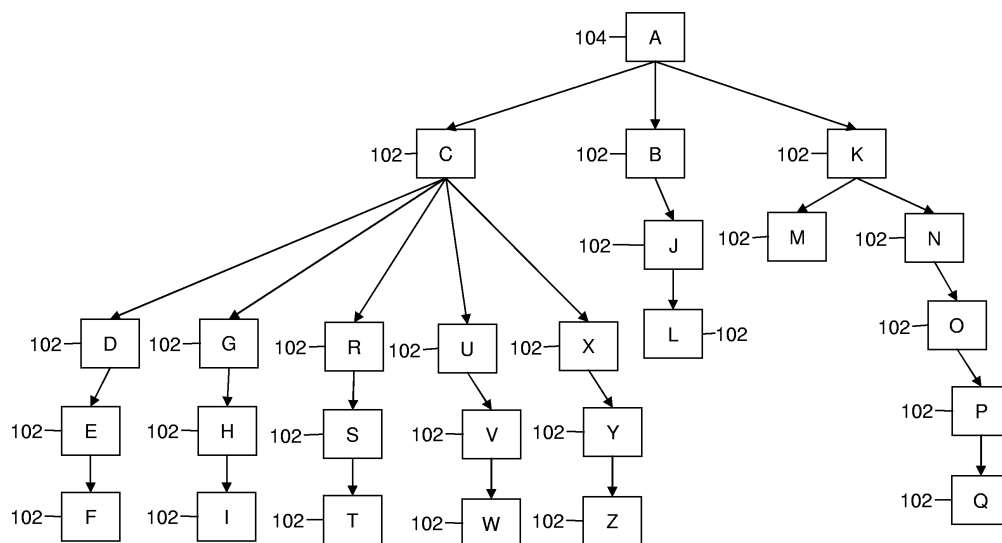 104 A
102 C 102 B 102 K
102 J 102 M 102 N
102 D 102 G 102 R 102 U 102 X L 102 102 O
102 E 102 H 102 S 102 V 102 Y 102 P
102 F 102 I 102 T 102 W 102 Z 102 Q